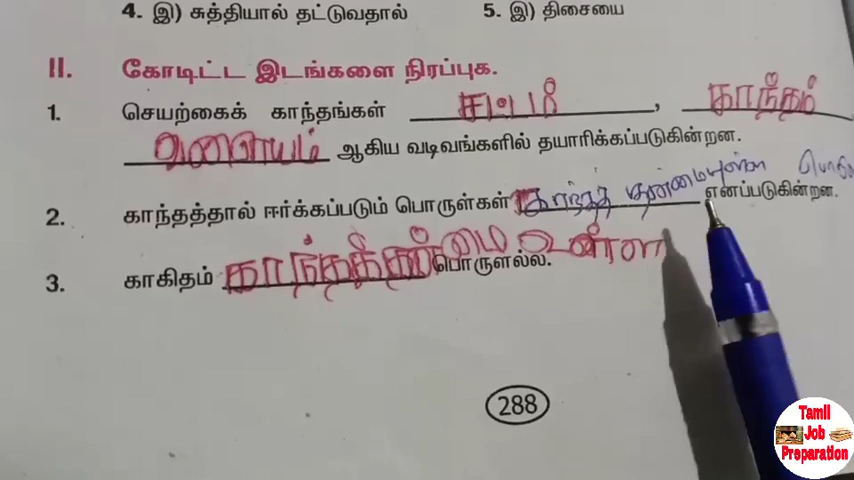 4. இ) சுத்தியால் தட்டுவதால் 5. இ) திசையை
II. கோடிட்ட இடங்களை நிரப்புக.
1. செயற்கைக் காந்தங்கள் சட்டம், காந்தம்
வளையம் ஆகிய வடிவங்களில் தயாரிக்கப்படுகின்றன.
2. காந்தத்தால் ஈர்க்கப்படும் பொருள்கள் காந்தத் தன்மையுள்ள எனப்படுகின்றன.
3. காகிதம் காந்தத்தன்மை உள்ள பொருளல்ல.
288
Tamil
Job
Preparation